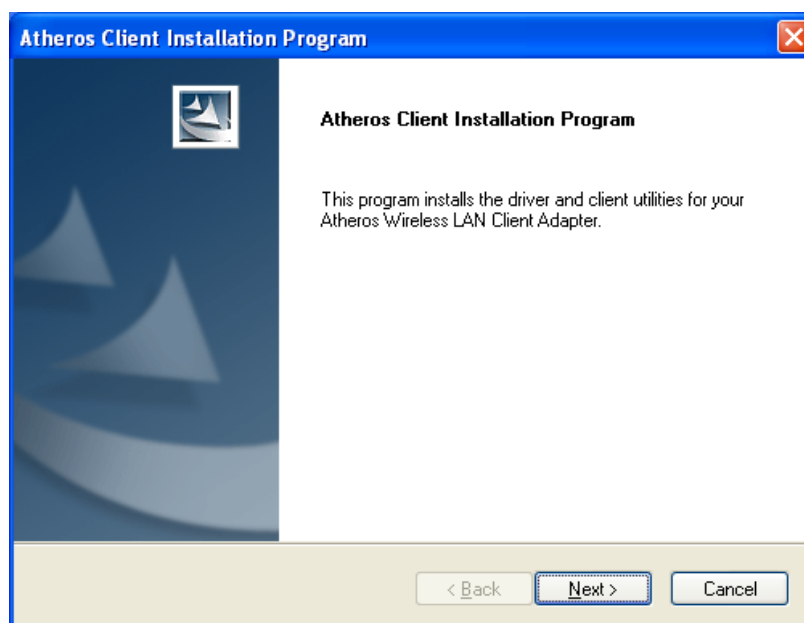 Atheros Client Installation Program
Atheros Client Installation Program
This program installs the driver and client utilities for your
Atheros Wireless LAN Client Adapter.
< Back
Next >
Cancel